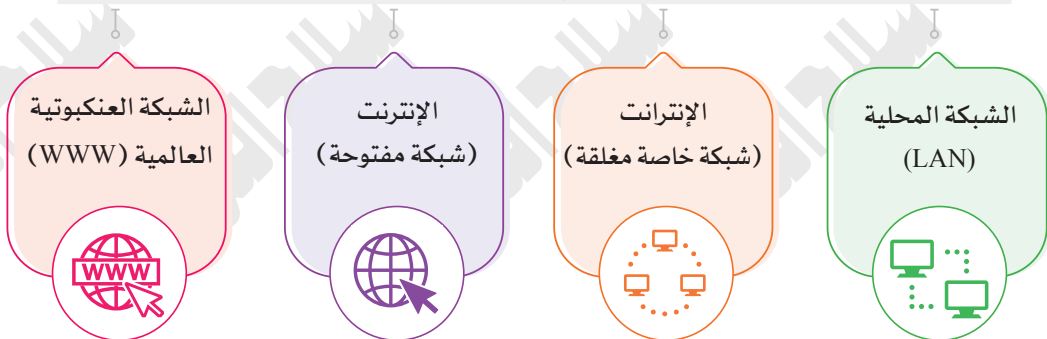 الشبكة المحلية
(LAN)
الإنترانت
(شبكة خاصة مغلقة)
الإنترنت
(شبكة مفتوحة)
الشبكة العنكبوتية
العالمية (WWW)
WWW